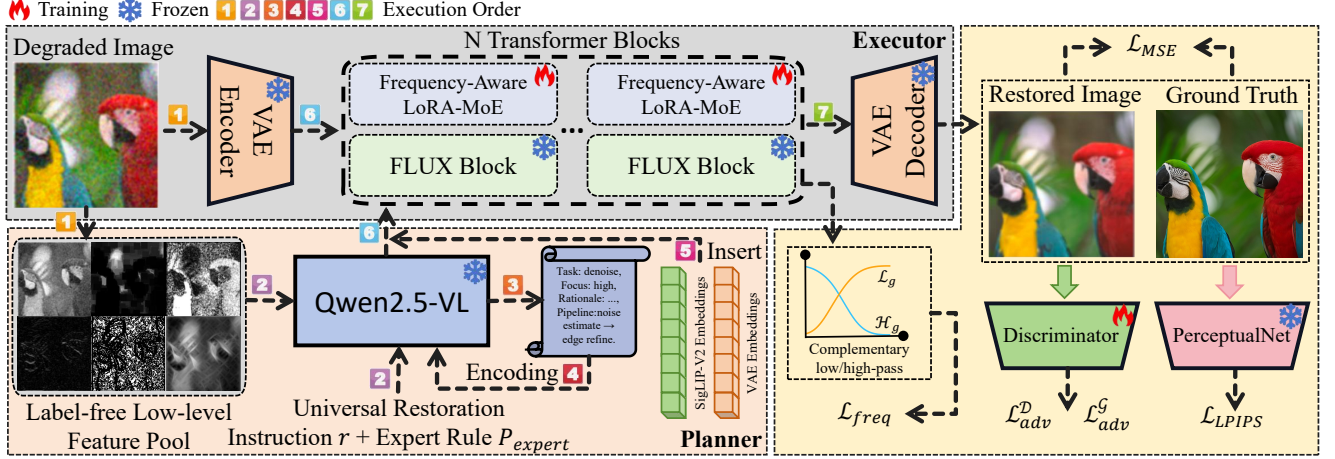 Training Frozen 1 2 3 4 5 6 7 Execution Order
Degraded Image
N Transformer Blocks
Executor
VAE
Encoder
Frequency-Aware
LoRA-MoE
FLUX Block
...
Frequency-Aware
LoRA-MoE
FLUX Block
VAE
Decoder
1
6
7
1
6
ℒ_MSE
Restored Image
Ground Truth
2
Qwen2.5-VL
3
Task: denoise,
Focus: high,
Rationale: ...,
Pipeline:noise
estimate →
edge refine.
5
Insert
SigLIP-V2 Embeddings
VAE Embeddings
2
Encoding 4
Label-free Low-level
Feature Pool
Universal Restoration
Instruction r + Expert Rule P_expert
Planner
ℒ_g
ℋ_g
Complementary
low/high-pass
ℒ_freq
Discriminator
PerceptualNet
ℒ_adv^𝒟
ℒ_adv^𝒢
ℒ_LPIPS